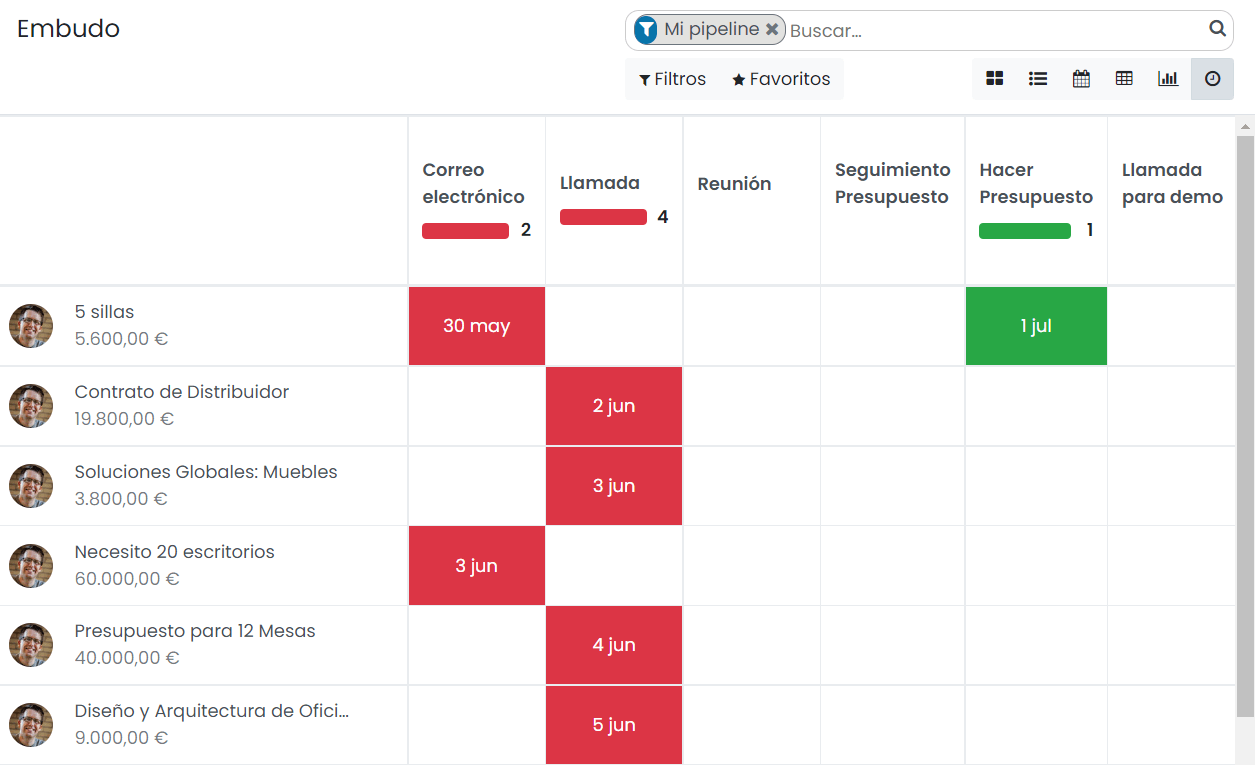 Embudo
Mi pipeline
Buscar...
Filtros
Favoritos
Correo
electrónico
2
Llamada
4
Reunión
Seguimiento
Presupuesto
Hacer
Presupuesto
1
Llamada
para demo
5 sillas
5.600,00 €
30 may
1 jul
Contrato de Distribuidor
19.800,00 €
2 jun
Soluciones Globales: Muebles
3.800,00 €
3 jun
Necesito 20 escritorios
60.000,00 €
3 jun
Presupuesto para 12 Mesas
40.000,00 €
4 jun
Diseño y Arquitectura de Ofici...
9.000,00 €
5 jun